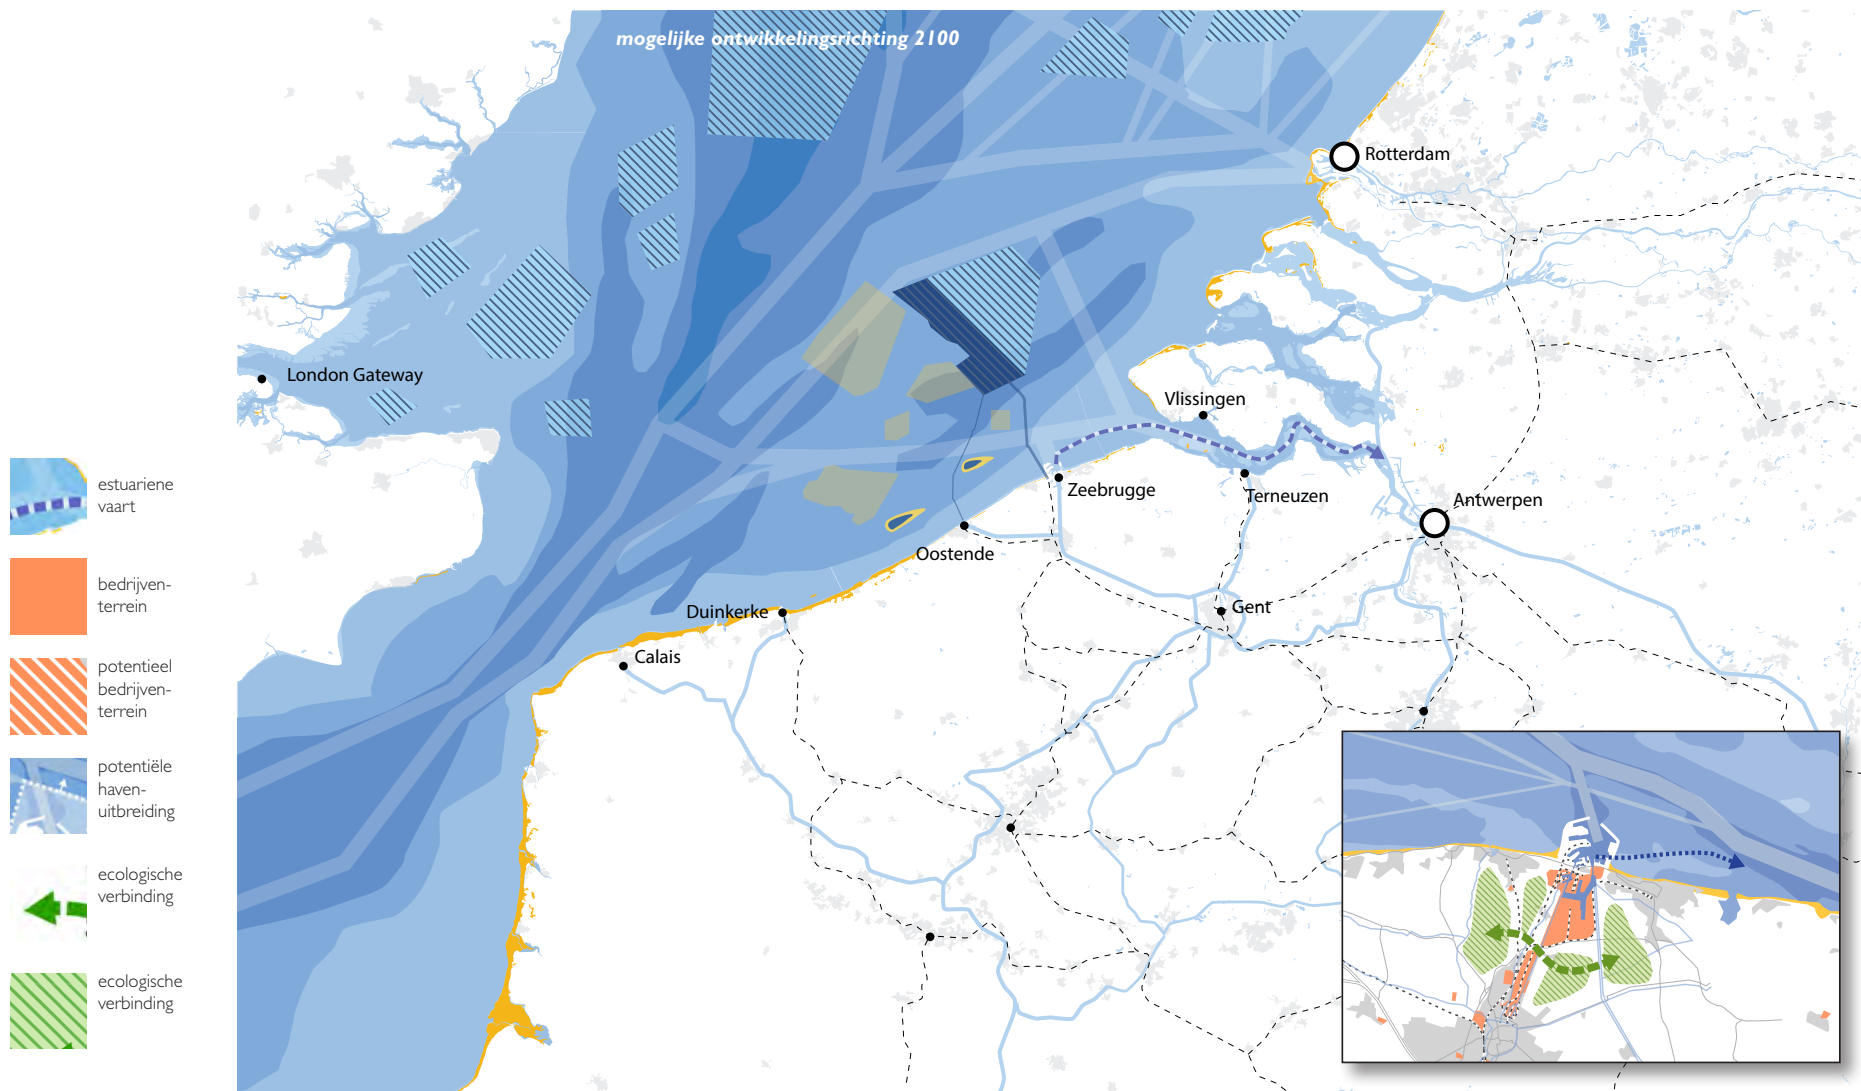 mogelijke ontwikkelingsrichting 2100
Rotterdam
London Gateway
Vlissingen
Zeebrugge
Terneuzen
Antwerpen
Oostende
Duinkerke
Gent
Calais
estuariene
vaart
bedrijven-
terrein
potentieel
bedrijven-
terrein
potentiële
haven-
uitbreiding
ecologische
verbinding
ecologische
verbinding